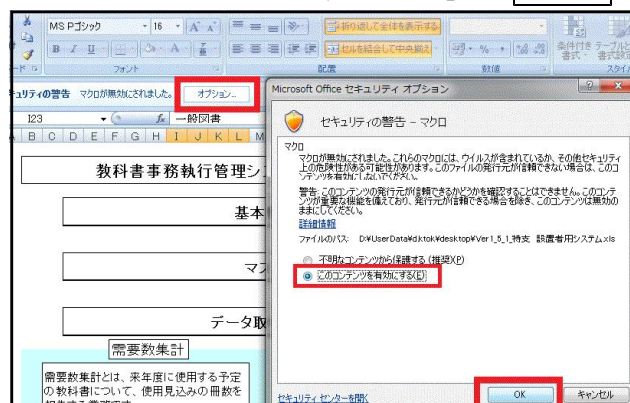 MS Pゴシック
16
A
A
折り返して全体を表示する
B I U
A
セルを結合して中央揃え
%
条件付き
書式
フォント
配置
数値
セキュリティの警告 マクロが無効にされました。 オプション...
I23
fx 一般図書
B C D E F G H I J K L M
教科書事務執行管理シ
基本
マ
データ取
需要数集計
需要数集計とは、来年度に使用する予定
の教科書について、使用見込みの冊数を
Microsoft Office セキュリティ オプション
セキュリティの警告 - マクロ
マクロ
マクロが無効にされました。これらのマクロには、ウイルスが含まれているか、その他セキュリティ
上の危険性がある可能性があります。このファイルの発行元が信頼できない場合は、このコ
ンテンツを有効にしないでください。
警告: このコンテンツの発行元が信頼できるかどうかを確認することはできません。このコンテ
ンツが重要な機能を備えており、発行元が信頼できる場合を除き、このコンテンツは無効の
ままにしてください。
詳細情報
ファイルのパス: D:¥UserData¥dktok¥desktop¥Ver1_5_1_特支 設置者用システム.xls
不明なコンテンツから保護する (推奨)(P)
このコンテンツを有効にする(E)
セキュリティ センターを開く
OK
キャンセル